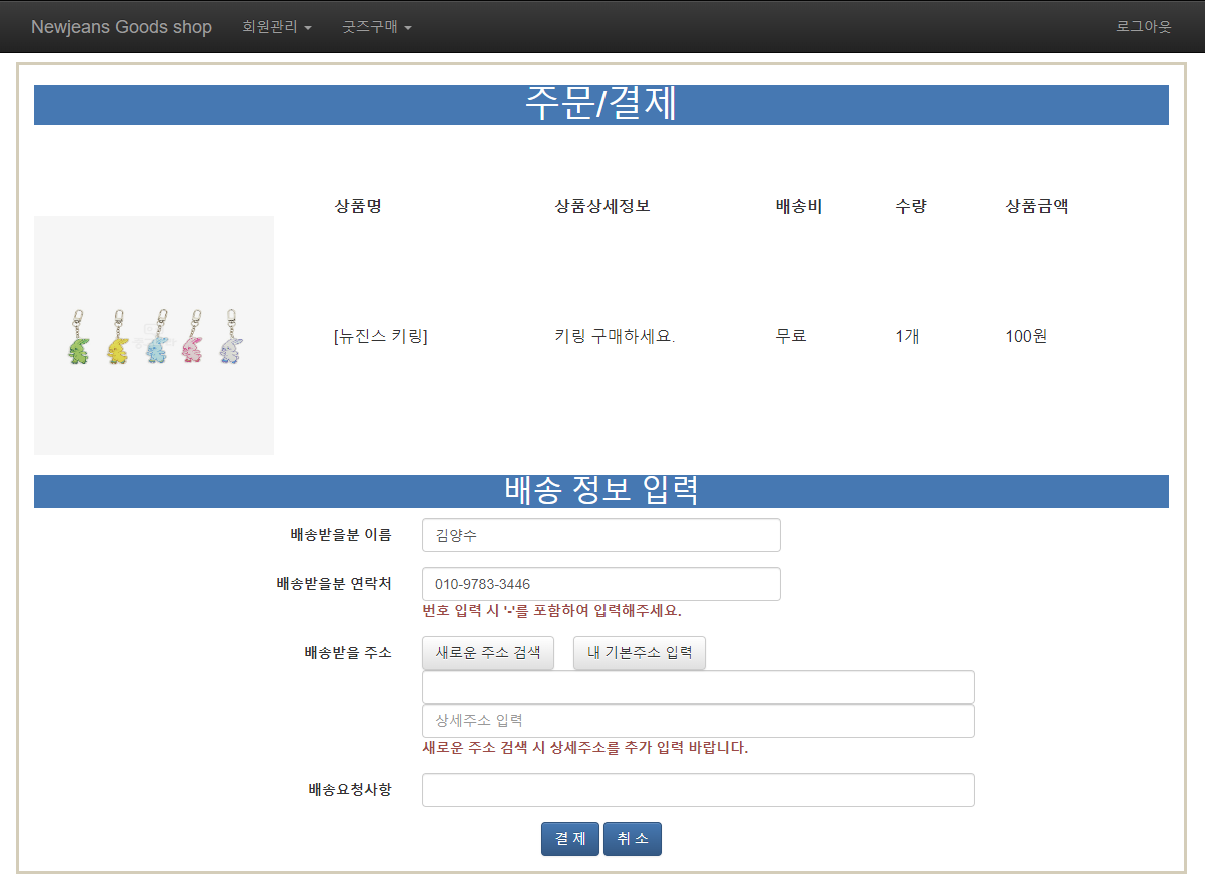 Newjeans Goods shop 회원관리 굿즈구매 로그아웃
주문/결제
상품명 상품상세정보 배송비 수량 상품금액
[뉴진스 키링] 키링 구매하세요. 무료 1개 100원
배송 정보 입력
배송받을분 이름 김양수
배송받을분 연락처 010-9783-3446
번호 입력 시 '-'를 포함하여 입력해주세요.
배송받을 주소 새로운 주소 검색 내 기본주소 입력
상세주소 입력
새로운 주소 검색 시 상세주소를 추가 입력 바랍니다.
배송요청사항
결 제 취 소